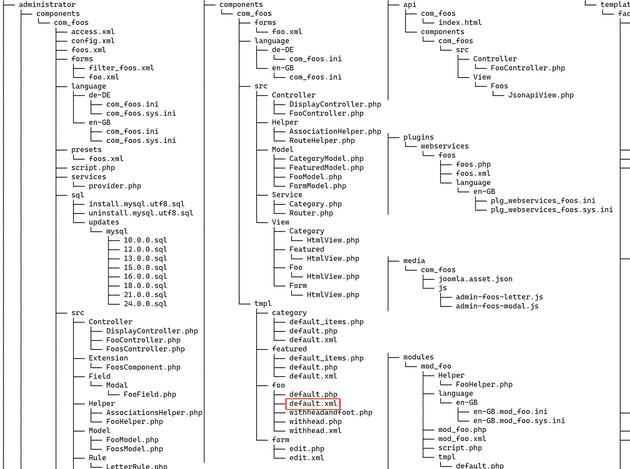 administrator
components
com_foos
access.xml
config.xml
foos.xml
forms
filter_foos.xml
foo.xml
language
de-DE
com_foos.ini
com_foos.sys.ini
en-GB
com_foos.ini
com_foos.sys.ini
presets
foos.xml
script.php
services
provider.php
sql
install.mysql.utf8.sql
uninstall.mysql.utf8.sql
updates
mysql
10.0.0.sql
12.0.0.sql
13.0.0.sql
15.0.0.sql
16.0.0.sql
18.0.0.sql
21.0.0.sql
24.0.0.sql
src
Controller
DisplayController.php
FooController.php
FoosController.php
Extension
FoosComponent.php
Field
Modal
FooField.php
Helper
AssociationsHelper.php
FooHelper.php
Model
FooModel.php
FoosModel.php
Rule
LetterRule.php
components
com_foos
forms
foo.xml
language
de-DE
com_foos.ini
en-GB
com_foos.ini
src
Controller
DisplayController.php
FooController.php
Helper
AssociationHelper.php
RouteHelper.php
Model
CategoryModel.php
FeaturedModel.php
FooModel.php
FormModel.php
Service
Category.php
Router.php
View
Category
HtmlView.php
Featured
HtmlView.php
Foo
HtmlView.php
Form
HtmlView.php
tmpl
category
default_items.php
default.php
default.xml
featured
default_items.php
default.php
default.xml
foo
default.php
default.xml
withheadandfoot.php
withhead.php
withhead.xml
form
edit.php
edit.xml
api
com_foos
index.html
components
com_foos
src
Controller
FooController.php
View
Foos
JsonapiView.php
plugins
webservices
foos
foos.php
foos.xml
language
en-GB
plg_webservices_foos.ini
plg_webservices_foos.sys.ini
media
com_foos
joomla.asset.json
js
admin-foos-letter.js
admin-foos-modal.js
modules
mod_foo
Helper
FooHelper.php
language
en-GB
en-GB.mod_foo.ini
en-GB.mod_foo.sys.ini
mod_foo.php
mod_foo.xml
script.php
tmpl
default.php
templat
fac